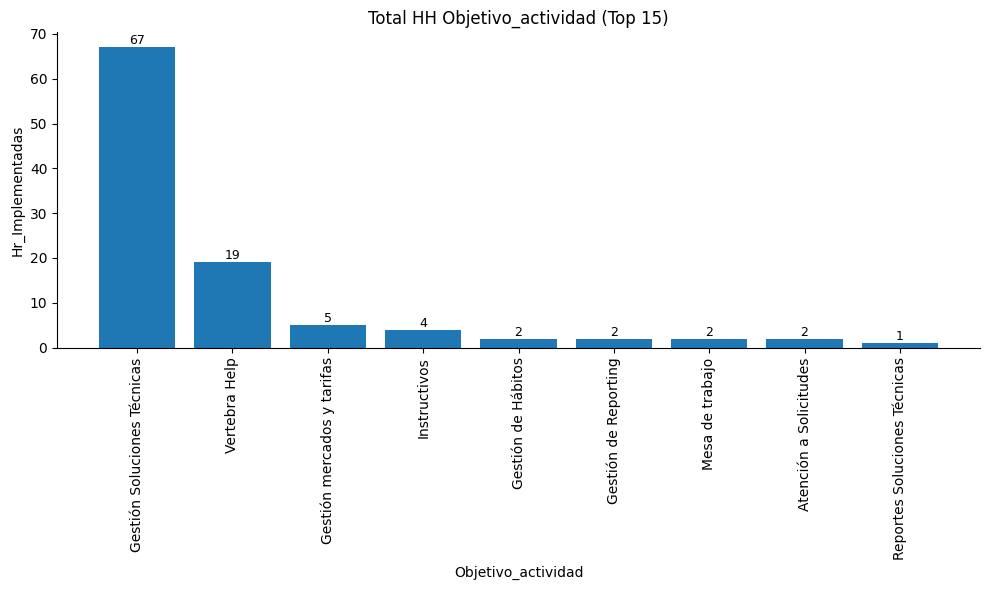 Total HH Objetivo_actividad (Top 15)
Hr_Implementadas
70
60
50
40
30
20
10
0
67
19
5
4
2
2
2
2
1
Gestión Soluciones Técnicas
Vertebra Help
Gestión mercados y tarifas
Instructivos
Gestión de Hábitos
Gestión de Reporting
Mesa de trabajo
Atención a Solicitudes
Reportes Soluciones Técnicas
Objetivo_actividad